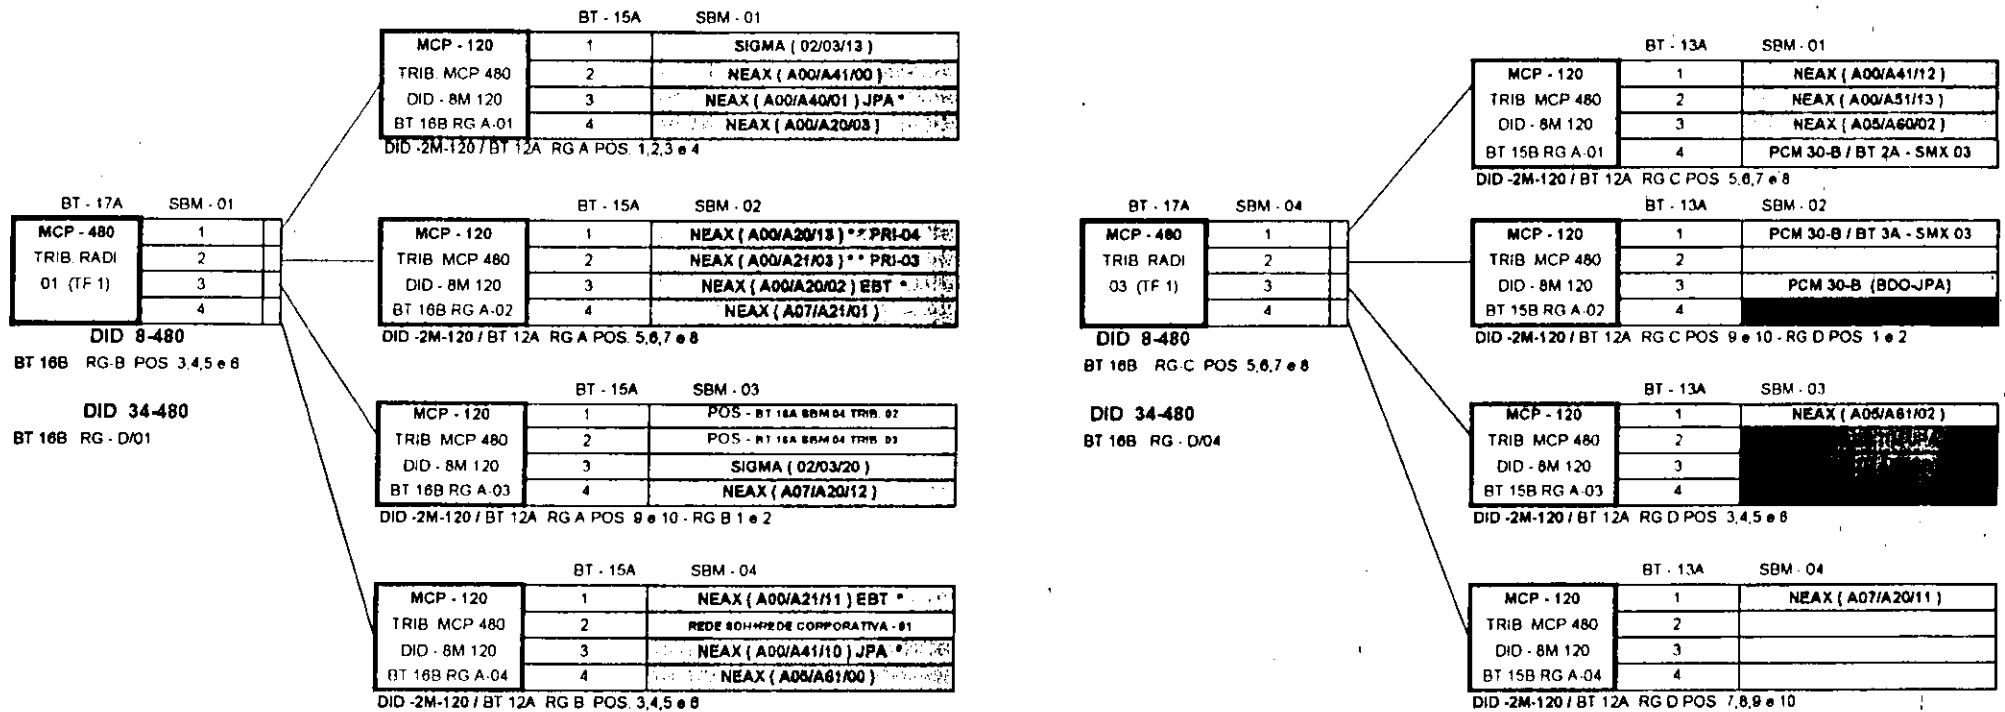 BT - 15A SBM - 01
MCP - 120 1 SIGMA ( 02/03/13 )
TRIB. MCP 480 2 NEAX ( A00/A41/00 )
DID - 8M 120 3 NEAX ( A00/A40/01 ) JPA *
BT 16B RG A-01 4 NEAX ( A00/A20/03 )
DID -2M-120 / BT 12A RG A POS. 1,2,3 e 4
BT - 17A SBM - 01
MCP - 480 1
TRIB. RADI 2
01 (TF 1) 3
4
DID 8-480
BT 16B RG-B POS 3,4,5 e 6
DID 34-480
BT 16B RG - D/01
BT - 15A SBM - 02
MCP - 120 1 NEAX ( A00/A20/13 ) * * PRI-04
TRIB MCP 480 2 NEAX ( A00/A21/03 ) * * PRI-03
DID - 8M 120 3 NEAX ( A00/A20/02 ) EBT *
BT 16B RG A-02 4 NEAX ( A07/A21/01 )
DID -2M-120 / BT 12A RG A POS. 5,6,7 e 8
BT - 15A SBM - 03
MCP - 120 1 POS - BT 16A SBM 04 TRIB. 02
TRIB MCP 480 2 POS - BT 16A SBM 04 TRIB. 03
DID - 8M 120 3 SIGMA ( 02/03/20 )
BT 16B RG A-03 4 NEAX ( A07/A20/12 )
DID -2M-120 / BT 12A RG A POS 9 e 10 - RG B 1 e 2
BT - 15A SBM - 04
MCP - 120 1 NEAX ( A00/A21/11 ) EBT *
TRIB MCP 480 2 REDE CORPORATIVA - 01
DID - 8M 120 3 NEAX ( A00/A41/10 ) JPA *
BT 16B RG A-04 4 NEAX ( A05/A61/00 )
DID -2M-120 / BT 12A RG B POS. 3,4,5 e 6
BT - 13A SBM - 01
MCP - 120 1 NEAX ( A00/A41/12 )
TRIB MCP 480 2 NEAX ( A00/A51/13 )
DID - 8M 120 3 NEAX ( A05/A60/02 )
BT 15B RG A-01 4 PCM 30-B / BT 2A - SMX 03
DID -2M-120 / BT 12A RG C POS 5,6,7 e 8
BT - 17A SBM - 04
MCP - 480 1
TRIB RADI 2
03 (TF 1) 3
4
DID 8-480
BT 16B RG-C POS 5,6,7 e 8
DID 34-480
BT 16B RG - D/04
BT - 13A SBM - 02
MCP - 120 1 PCM 30-B / BT 3A - SMX 03
TRIB MCP 480 2
DID - 8M 120 3 PCM 30-B (BDO-JPA)
BT 15B RG A-02 4
DID -2M-120 / BT 12A RG C POS 9 e 10 - RG D POS 1 e 2
BT - 13A SBM - 03
MCP - 120 1 NEAX ( A05/A61/02 )
TRIB MCP 480 2
DID - 8M 120 3
BT 15B RG A-03 4
DID -2M-120 / BT 12A RG D POS 3,4,5 e 6
BT - 13A SBM - 04
MCP - 120 1 NEAX ( A07/A20/11 )
TRIB MCP 480 2
DID - 8M 120 3
BT 15B RG A-04 4
DID -2M-120 / BT 12A RG D POS 7,8,9 e 10